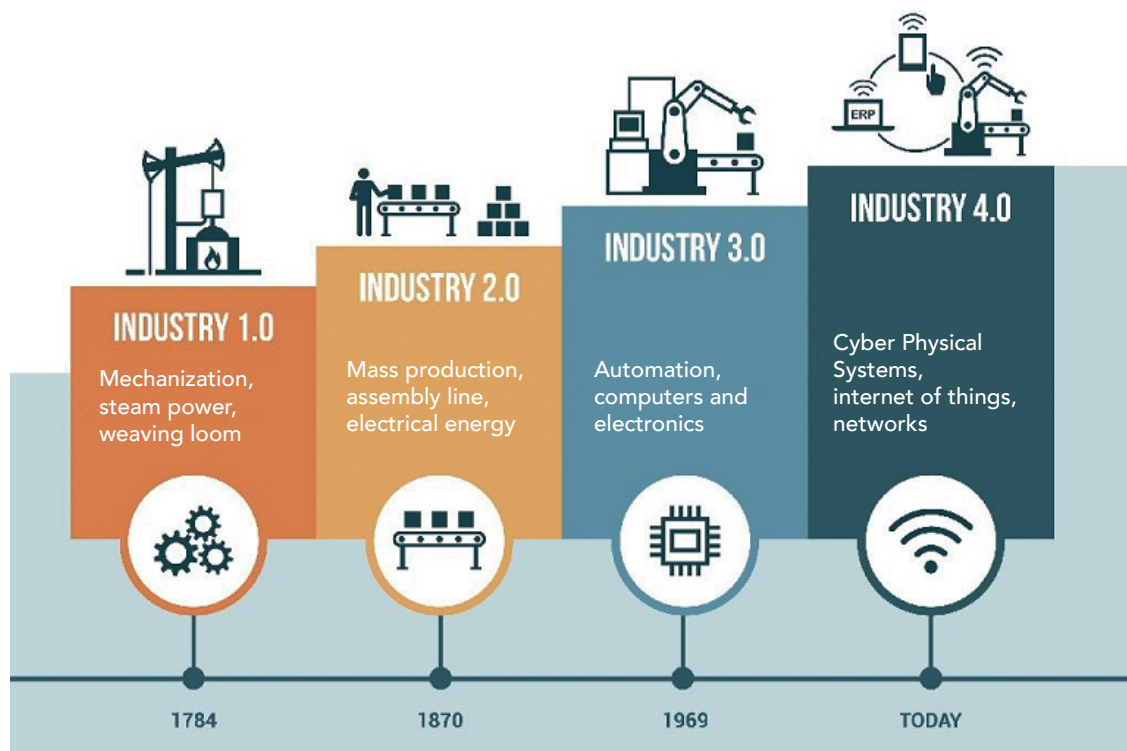 ERP
INDUSTRY 1.0
Mechanization,
steam power,
weaving loom
INDUSTRY 2.0
Mass production,
assembly line,
electrical energy
INDUSTRY 3.0
Automation,
computers and
electronics
INDUSTRY 4.0
Cyber Physical
Systems,
internet of things,
networks
1784
1870
1969
TODAY